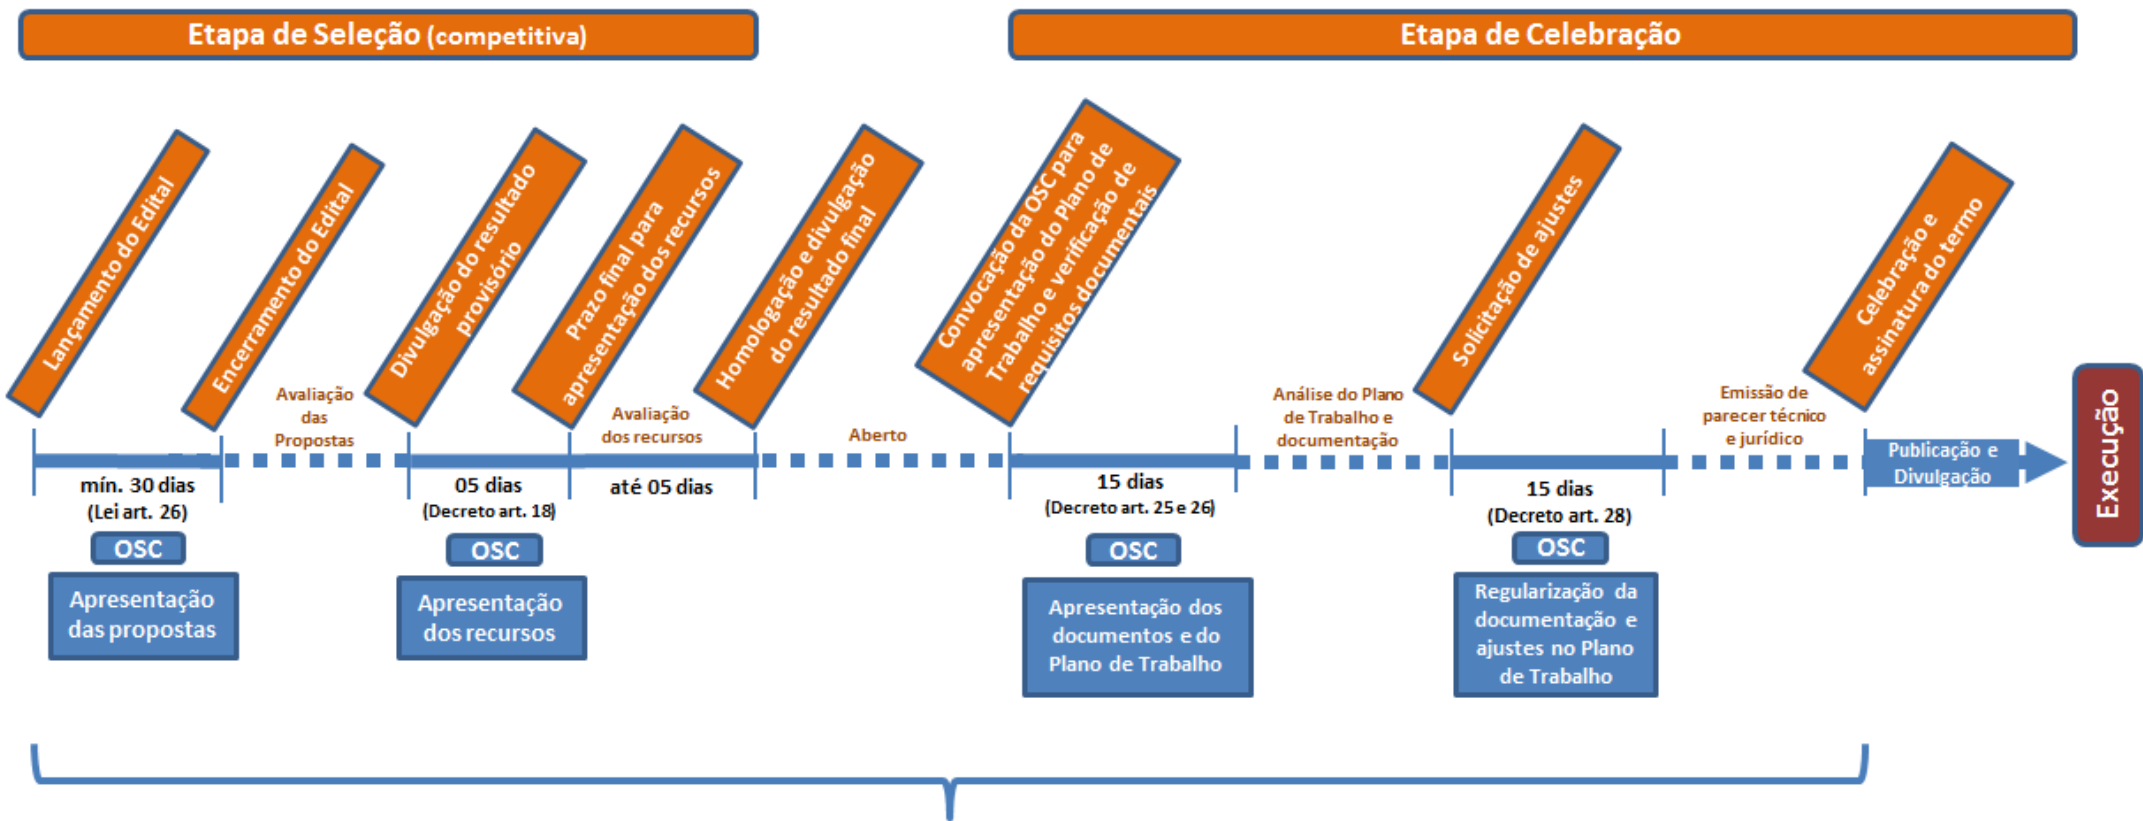 Etapa de Seleção (competitiva)
Etapa de Celebração
Lançamento do Edital
Encerramento do Edital
Divulgação do resultado
provisório
Prazo final para
apresentação dos recursos
Homologação e divulgação
do resultado final
Convocação da OSC para
apresentação do Plano de
Trabalho e verificação de
requisitos documentais
Solicitação de ajustes
Celebração e
assinatura do termo
Avaliação
das
Propostas
Avaliação
dos recursos
Aberto
Análise do Plano
de Trabalho e
documentação
Emissão de
parecer técnico
e jurídico
Publicação e
Divulgação
Execução
mín. 30 dias
(Lei art. 26)
OSC
Apresentação
das propostas
05 dias
(Decreto art. 18)
OSC
Apresentação
dos recursos
até 05 dias
15 dias
(Decreto art. 25 e 26)
OSC
Apresentação dos
documentos e do
Plano de Trabalho
15 dias
(Decreto art. 28)
OSC
Regularização da
documentação e
ajustes no Plano
de Trabalho